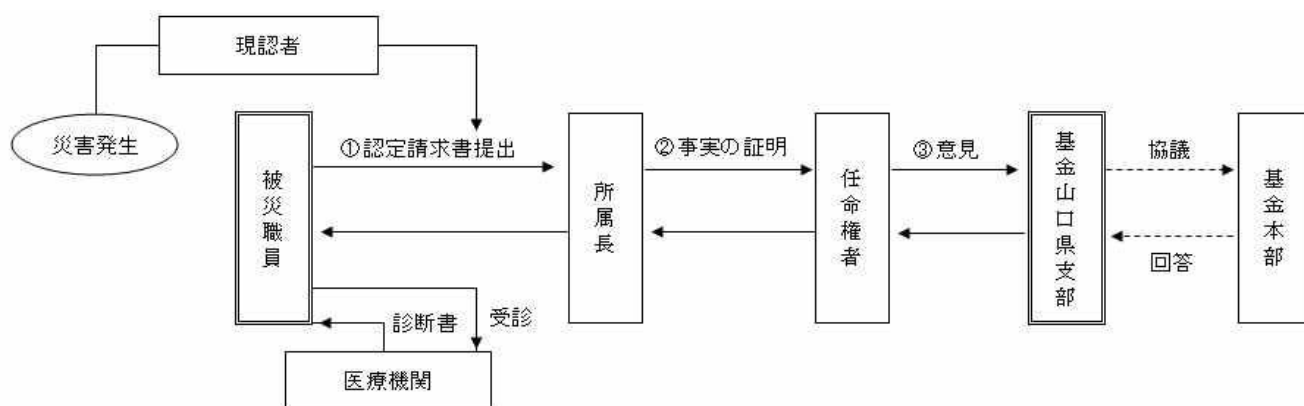 現認者
災害発生
①認定請求書提出
②事実の証明
③意見
協議
被災職員
所属長
任命権者
基金山口県支部
基金本部
回答
診断書
受診
医療機関